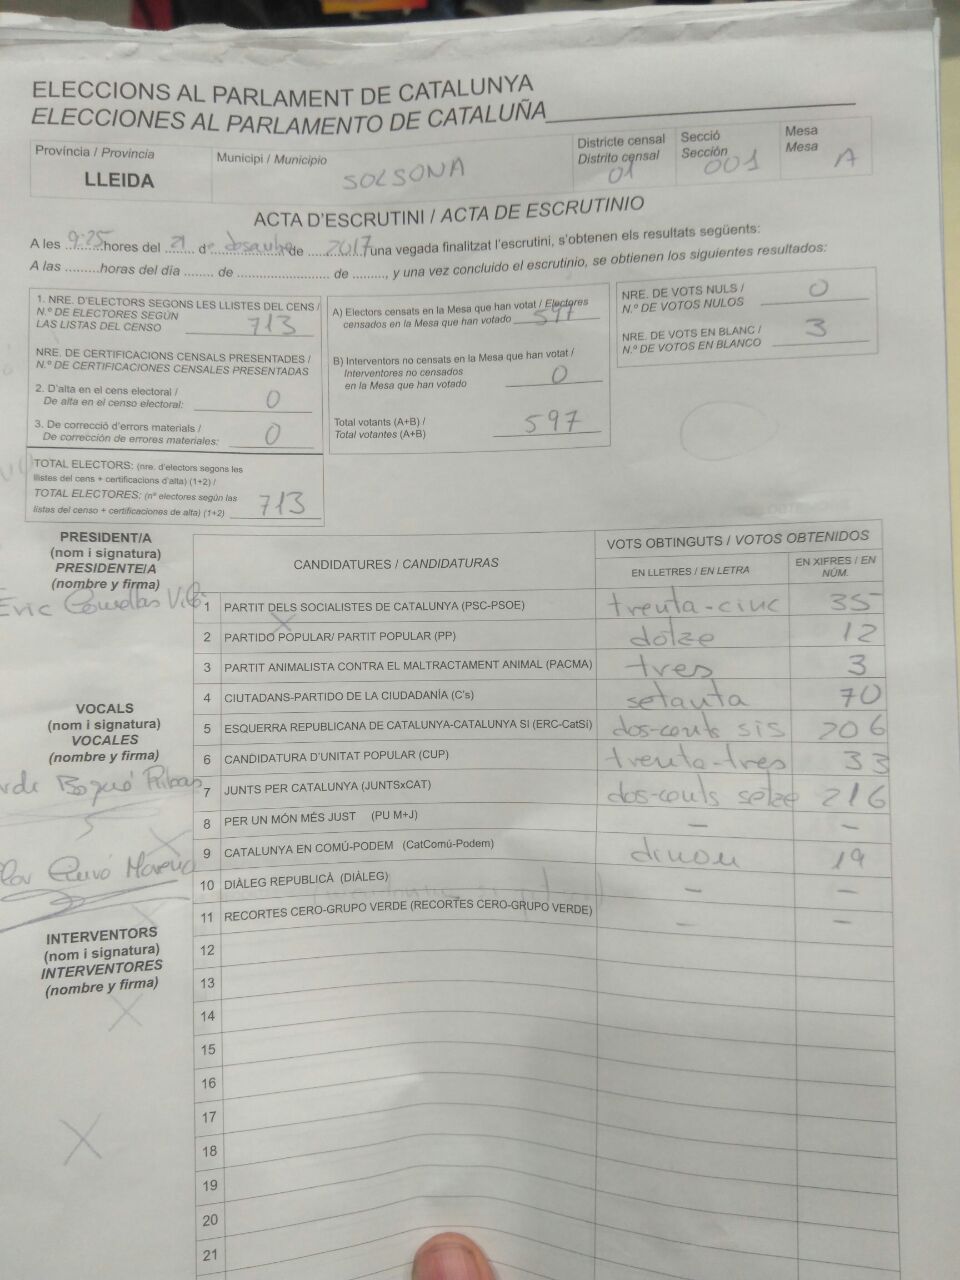 ELECCIONS AL PARLAMENT DE CATALUNYA
ELECCIONES AL PARLAMENTO DE CATALUÑA
Província / Provincia
LLEIDA
Municipi / Municipio
SOLSONA
Districte censal
Distrito censal
01
Secció
Sección
001
Mesa
Mesa
A
ACTA D'ESCRUTINI / ACTA DE ESCRUTINIO
A les 9:25 hores del 21 de desembre de 2017, una vegada finalitzat l'escrutini, s'obtenen els resultats següents:
A las .........horas del día ........ de ........................ de ........., y una vez concluido el escrutinio, se obtienen los siguientes resultados:
1. NRE. D'ELECTORS SEGONS LES LLISTES DEL CENS /
N.º DE ELECTORES SEGÚN
LAS LISTAS DEL CENSO 713
NRE. DE CERTIFICACIONS CENSALS PRESENTADES /
N.º DE CERTIFICACIONES CENSALES PRESENTADAS
2. D'alta en el cens electoral /
De alta en el censo electoral: 0
3. De correcció d'errors materials /
De corrección de errores materiales: 0
TOTAL ELECTORS: (nre. d'electors segons les
llistes del cens + certificacions d'alta) (1+2) /
TOTAL ELECTORES: (nº electores según las
listas del censo + certificaciones de alta) (1+2) 713
A) Electors censats en la Mesa que han votat / Electores
censados en la Mesa que han votado 597
B) Interventors no censats en la Mesa que han votat /
Interventores no censados
en la Mesa que han votado 0
Total votants (A+B) /
Total votantes (A+B) 597
NRE. DE VOTS NULS /
N.º DE VOTOS NULOS 0
NRE. DE VOTS EN BLANC /
N.º DE VOTOS EN BLANCO 3
PRESIDENT/A
(nom i signatura)
PRESIDENTE/A
(nombre y firma)
Eric
VOCALS
(nom i signatura)
VOCALES
(nombre y firma)
Ribas
Moreno
INTERVENTORS
(nom i signatura)
INTERVENTORES
(nombre y firma)
CANDIDATURES / CANDIDATURAS
VOTS OBTINGUTS / VOTOS OBTENIDOS
EN LLETRES / EN LETRA
EN XIFRES / EN NÚM.
1 PARTIT DELS SOCIALISTES DE CATALUNYA (PSC-PSOE) trenta-cinc 35
2 PARTIDO POPULAR/ PARTIT POPULAR (PP) dotze 12
3 PARTIT ANIMALISTA CONTRA EL MALTRACTAMENT ANIMAL (PACMA) tres 3
4 CIUTADANS-PARTIDO DE LA CIUDADANÍA (C's) setanta 70
5 ESQUERRA REPUBLICANA DE CATALUNYA-CATALUNYA SÍ (ERC-CatSí) dos-cents sis 206
6 CANDIDATURA D'UNITAT POPULAR (CUP) trenta-tres 33
7 JUNTS PER CATALUNYA (JUNTSxCAT) dos-cents setze 216
8 PER UN MÓN MÉS JUST (PU M+J) – –
9 CATALUNYA EN COMÚ-PODEM (CatComú-Podem) dinou 19
10 DIÀLEG REPUBLICÀ (DIÀLEG) – –
11 RECORTES CERO-GRUPO VERDE (RECORTES CERO-GRUPO VERDE) – –
12
13
14
15
16
17
18
19
20
21